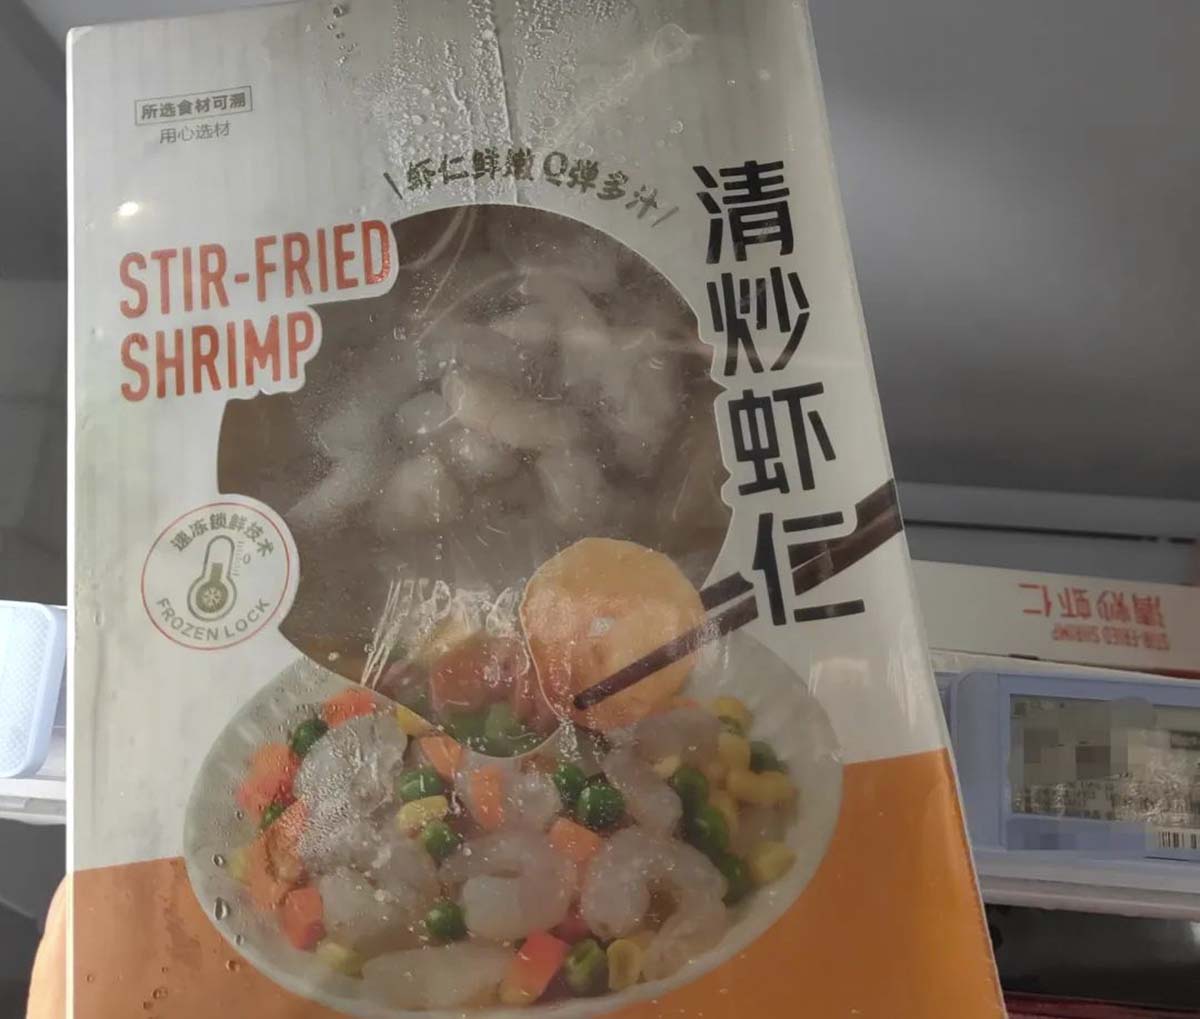 所选食材可溯
用心选材
虾仁鲜嫩 Q弹多汁
STIR-FRIED
SHRIMP
清炒虾仁
速冻锁鲜技术
0
FROZEN LOCK
清炒虾仁
STIR-FRIED SHRIMP